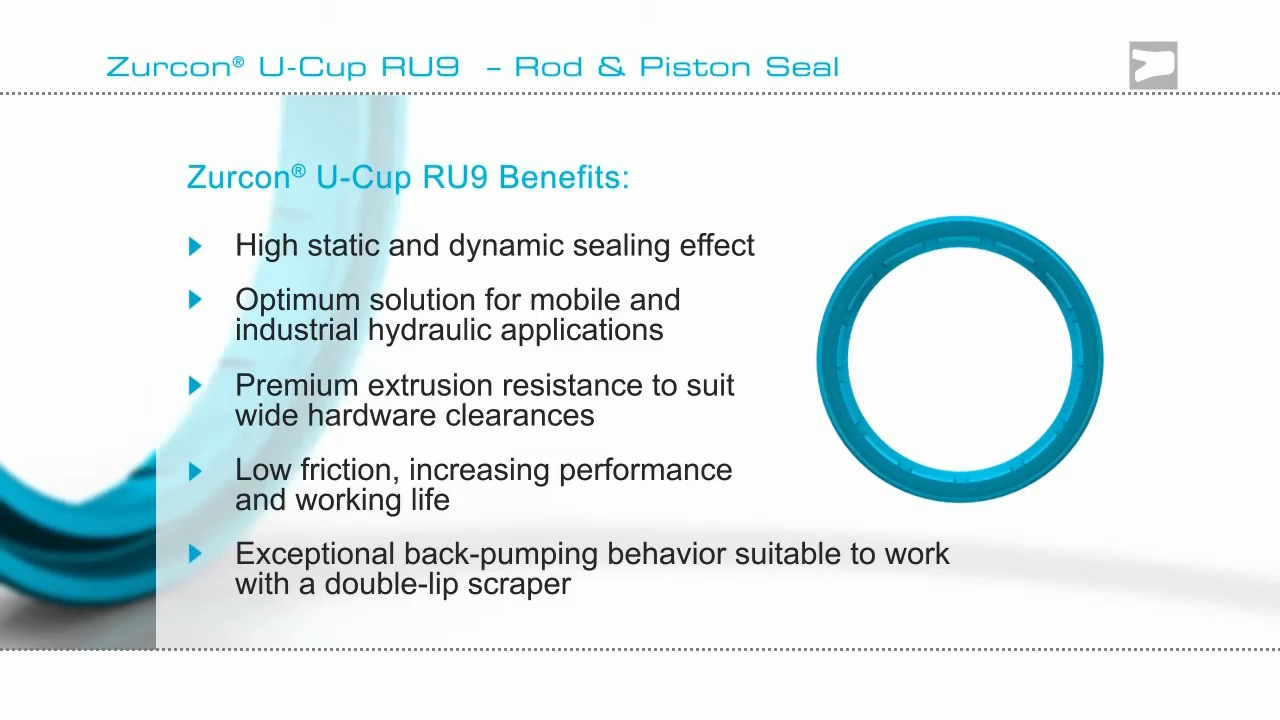 Zurcon® U-Cup RU9 – Rod & Piston Seal
Zurcon® U-Cup RU9 Benefits:
High static and dynamic sealing effect
Optimum solution for mobile and
industrial hydraulic applications
Premium extrusion resistance to suit
wide hardware clearances
Low friction, increasing performance
and working life
Exceptional back-pumping behavior suitable to work
with a double-lip scraper